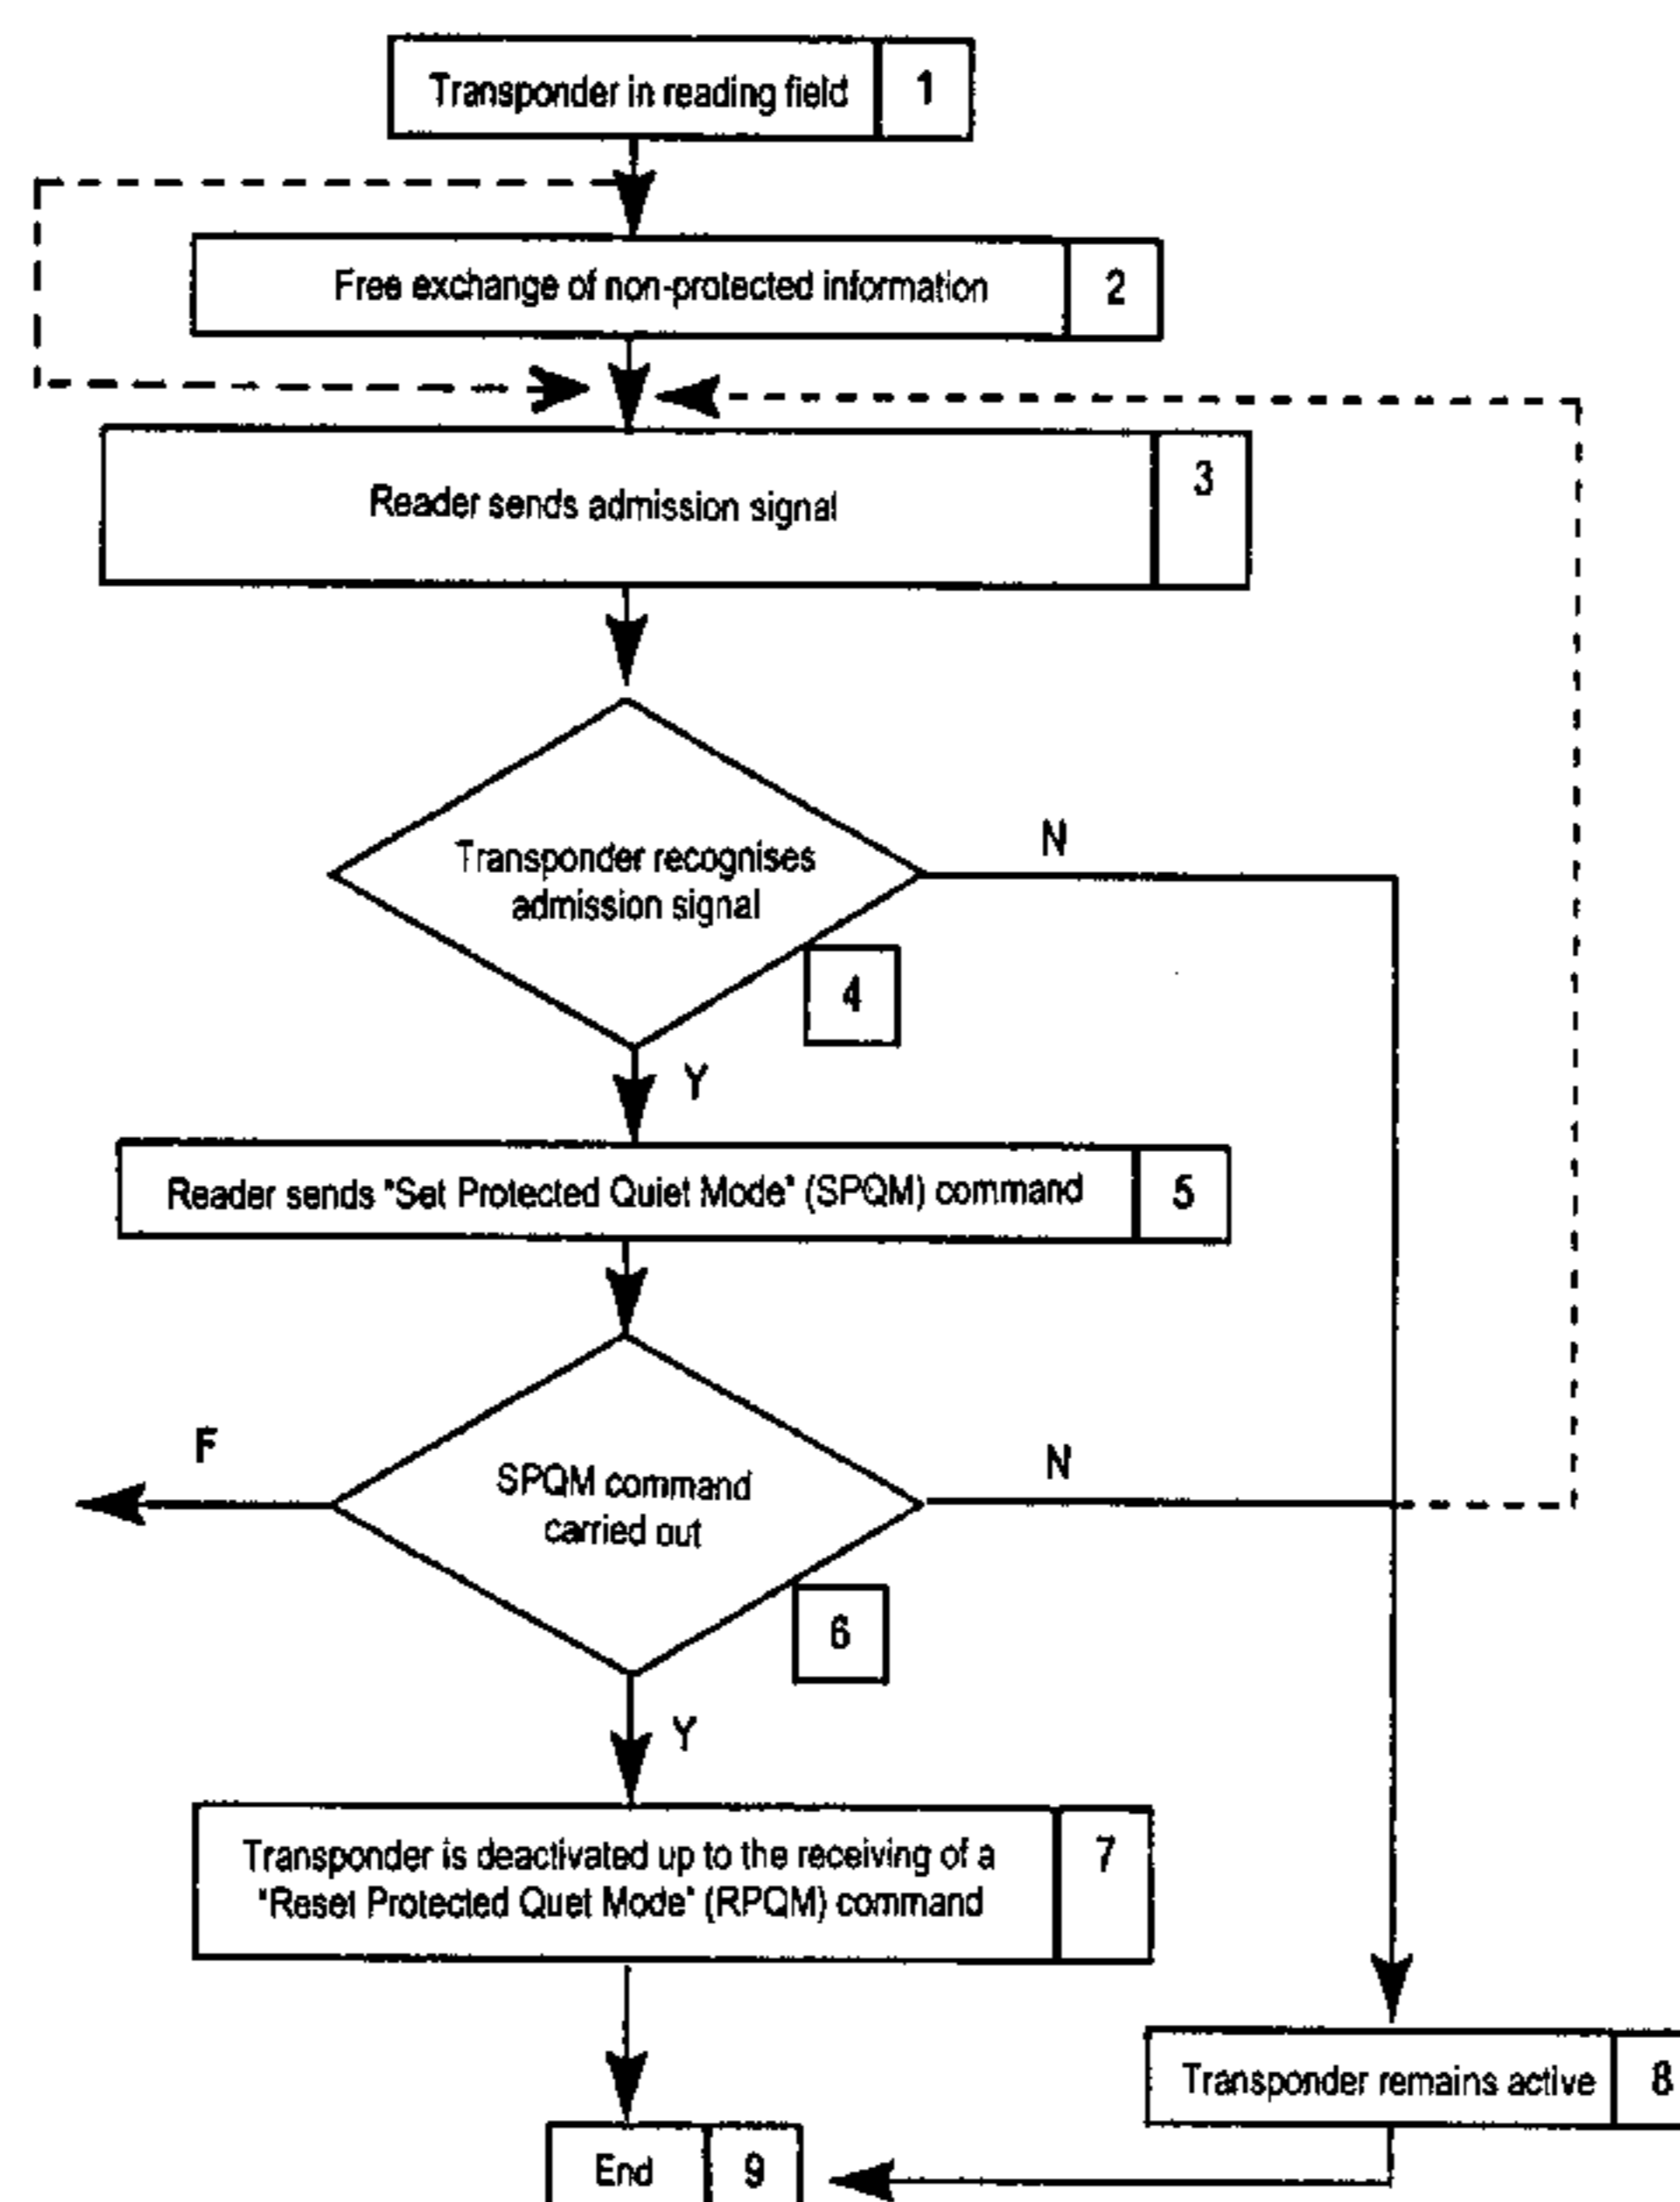 Transponder in reading field 1
Free exchange of non-protected information 2
Reader sends admission signal 3
Transponder recognises
admission signal
N
4
Y
Reader sends "Set Protected Quiet Mode" (SPQM) command 5
F
SPQM command
carried out
N
6
Y
Transponder is deactivated up to the receiving of a 7
"Reset Protected Quet Mode" (RPQM) command
Transponder remains active 8
End 9